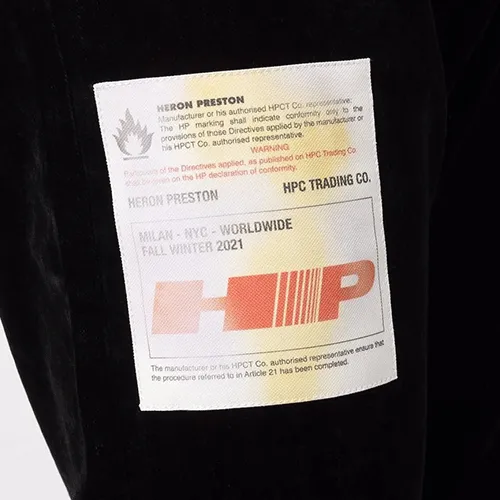 HERON PRESTON
Manufacturer or his authorised HPCT Co. representative.
The HP marking shall indicate conformity only to the
provisions of those Directives applied by the manufacturer or
his HPCT Co. authorised representative.
WARNING
Particulars of the Directives applied, as published on HPC Trading Co.
shall be given on the HP declaration of conformity.
HERON PRESTON HPC TRADING CO.
MILAN - NYC - WORLDWIDE
FALL WINTER 2021
HP
The manufacturer or his HPCT Co. authorised representative ensure that
the procedure referred to in Article 21 has been completed.